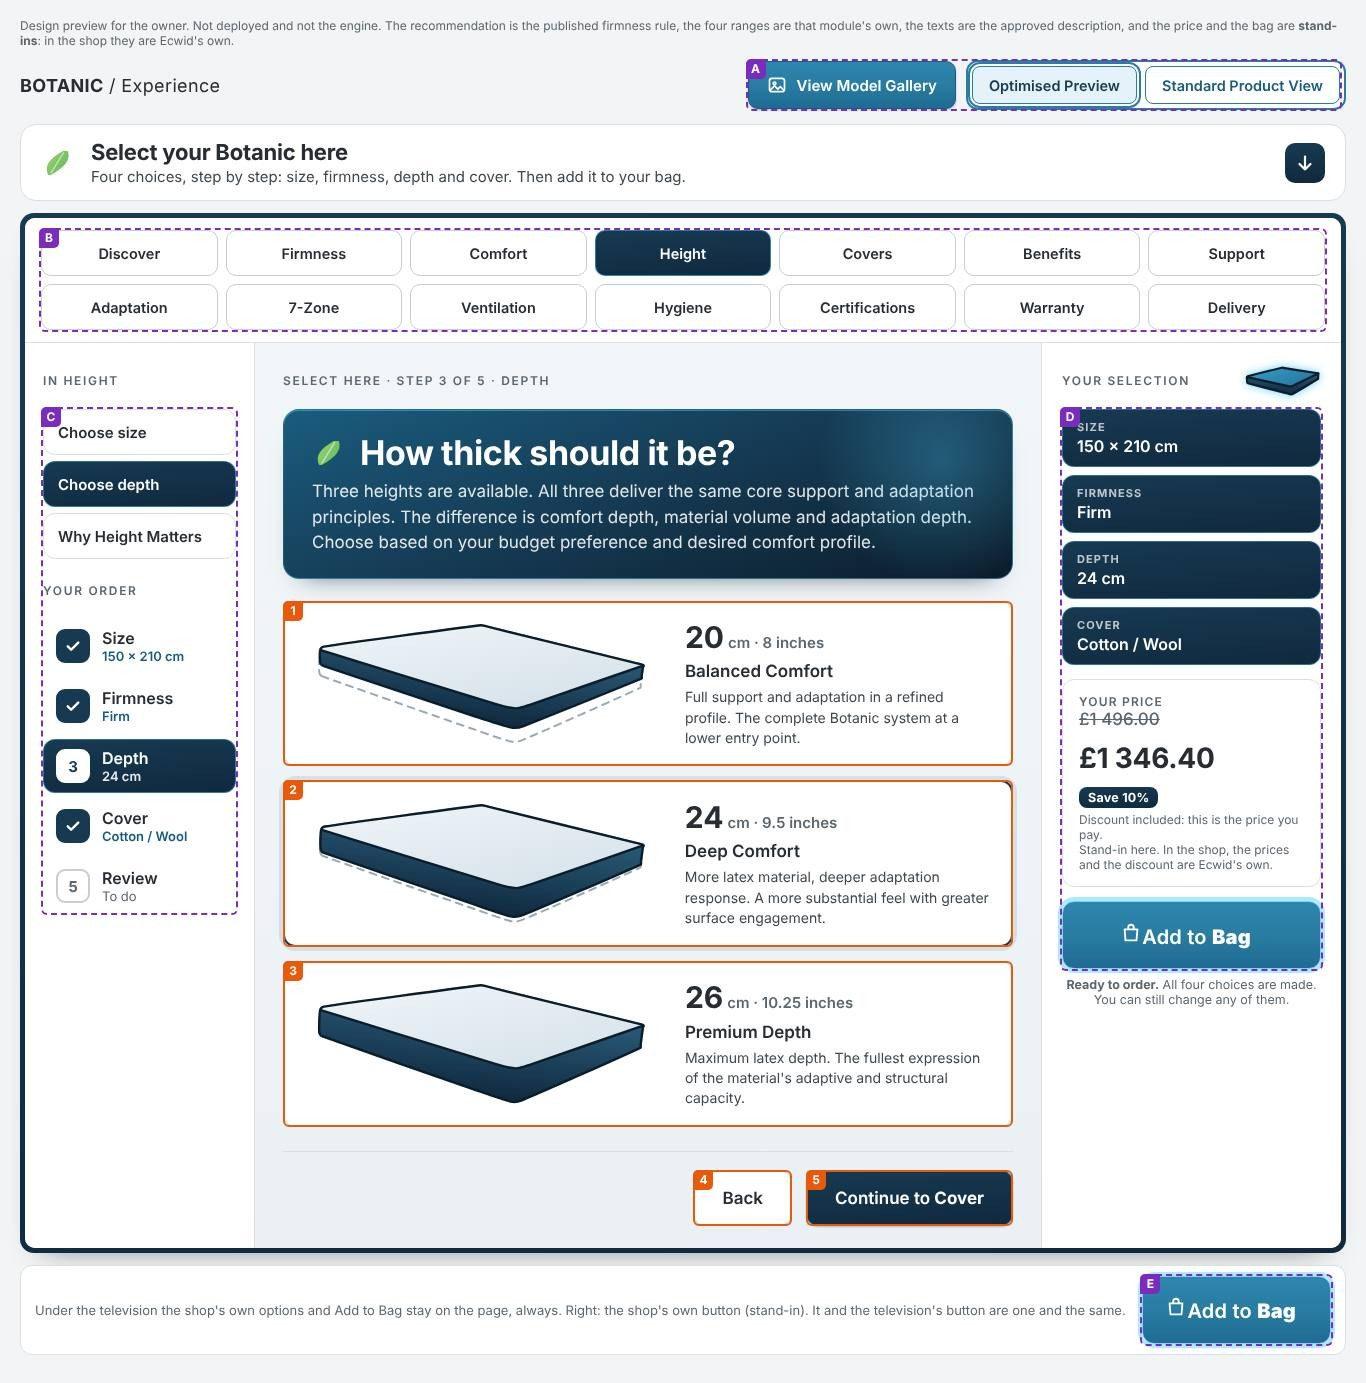 Design preview for the owner. Not deployed and not the engine. The recommendation is the published firmness rule, the four ranges are that module's own, the texts are the approved description, and the price and the bag are stand-
ins: in the shop they are Ecwid's own.
BOTANIC / Experience
A
View Model Gallery
Optimised Preview
Standard Product View
Select your Botanic here
Four choices, step by step: size, firmness, depth and cover. Then add it to your bag.
B
Discover
Firmness
Comfort
Height
Covers
Benefits
Support
Adaptation
7-Zone
Ventilation
Hygiene
Certifications
Warranty
Delivery
IN HEIGHT
C
Choose size
Choose depth
Why Height Matters
YOUR ORDER
Size
150 × 210 cm
Firmness
Firm
3
Depth
24 cm
Cover
Cotton / Wool
5
Review
To do
SELECT HERE · STEP 3 OF 5 · DEPTH
How thick should it be?
Three heights are available. All three deliver the same core support and adaptation
principles. The difference is comfort depth, material volume and adaptation depth.
Choose based on your budget preference and desired comfort profile.
1
20 cm · 8 inches
Balanced Comfort
Full support and adaptation in a refined
profile. The complete Botanic system at a
lower entry point.
2
24 cm · 9.5 inches
Deep Comfort
More latex material, deeper adaptation
response. A more substantial feel with greater
surface engagement.
3
26 cm · 10.25 inches
Premium Depth
Maximum latex depth. The fullest expression
of the material's adaptive and structural
capacity.
4
Back
5
Continue to Cover
YOUR SELECTION
D
SIZE
150 × 210 cm
FIRMNESS
Firm
DEPTH
24 cm
COVER
Cotton / Wool
YOUR PRICE
£1 496.00
£1 346.40
Save 10%
Discount included: this is the price you
pay.
Stand-in here. In the shop, the prices
and the discount are Ecwid's own.
Add to Bag
Ready to order. All four choices are made.
You can still change any of them.
Under the television the shop's own options and Add to Bag stay on the page, always. Right: the shop's own button (stand-in). It and the television's button are one and the same.
E
Add to Bag